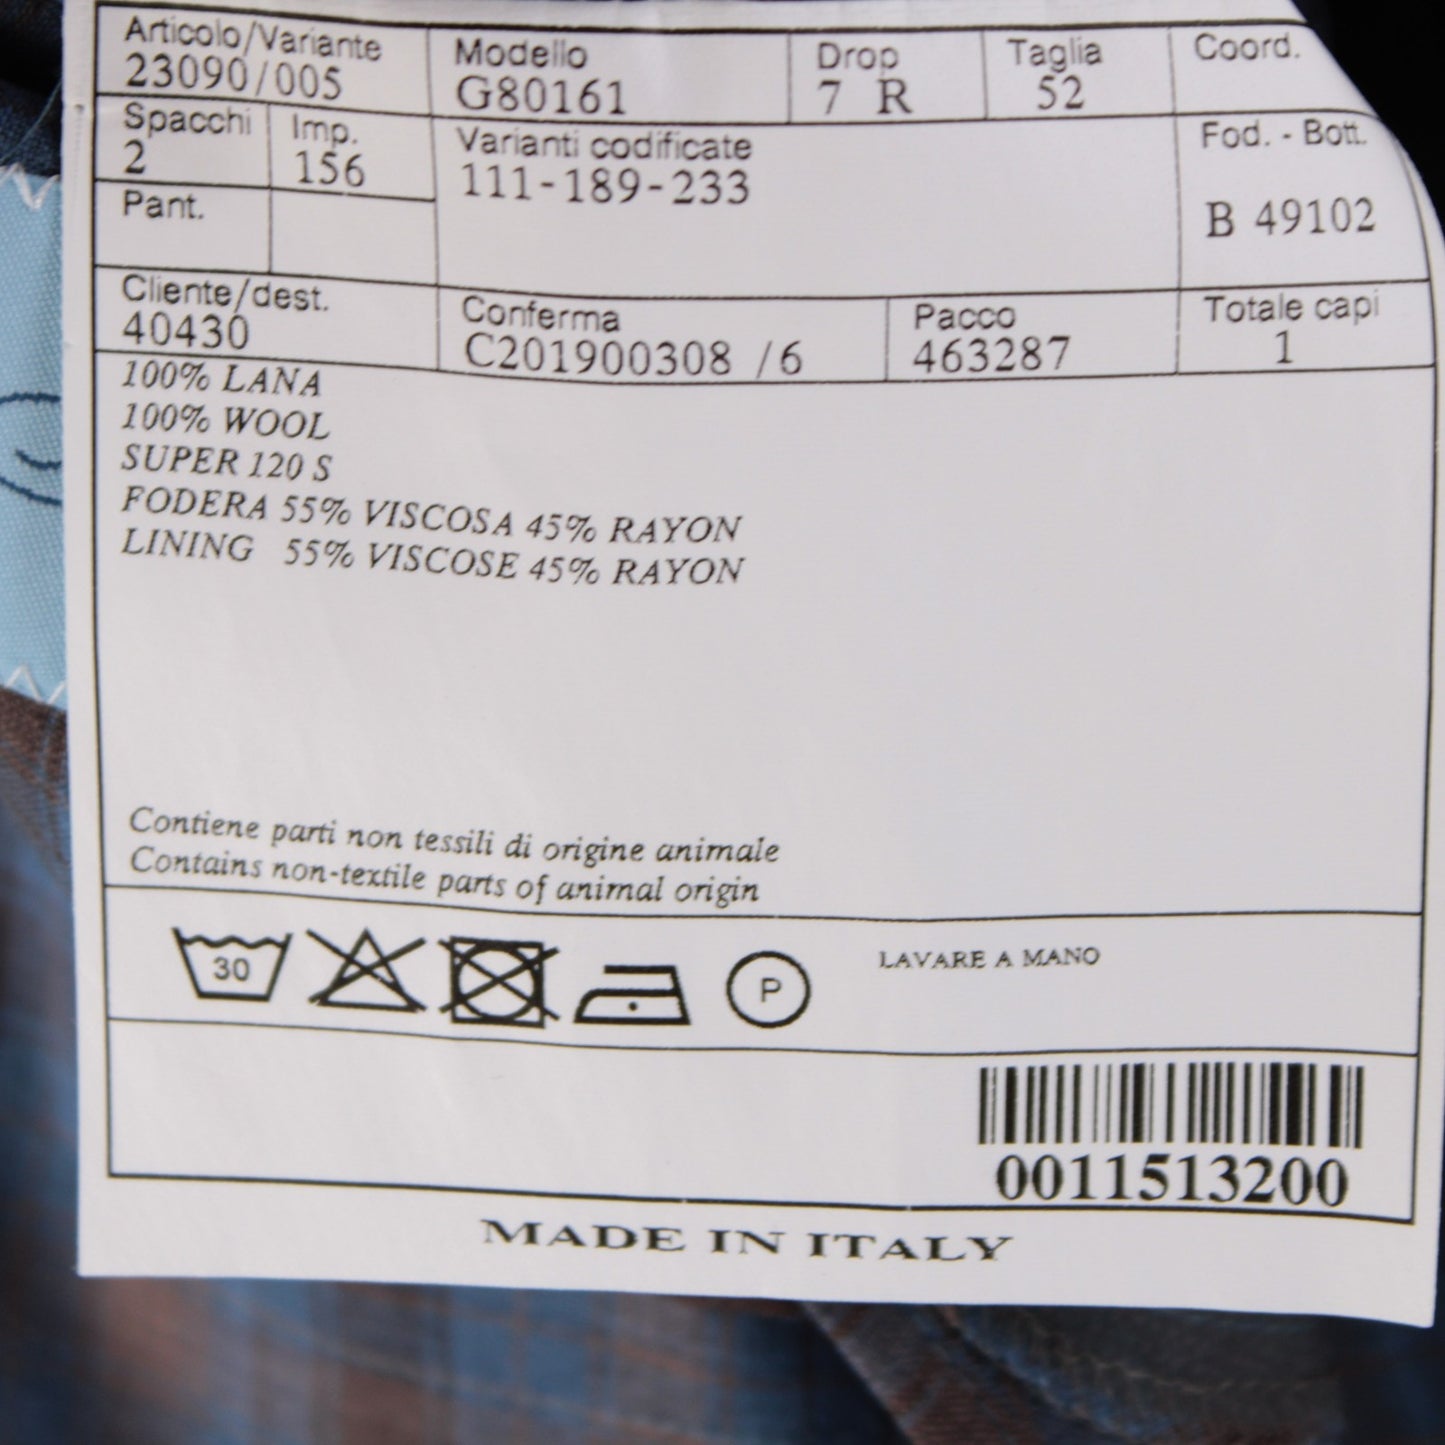 Articolo/Variante Modello Drop Taglia Coord.
23090/005 G80161 7 R 52
Spacchi Imp. Varianti codificate Fod. - Bott.
2 156 111-189-233
Pant. B 49102
Cliente/dest. Conferma Pacco Totale capi
40430 C201900308 /6 463287 1
100% LANA
100% WOOL
SUPER 120 S
FODERA 55% VISCOSA 45% RAYON
LINING 55% VISCOSE 45% RAYON
Contiene parti non tessili di origine animale
Contains non-textile parts of animal origin
30 P LAVARE A MANO
0011513200
MADE IN ITALY